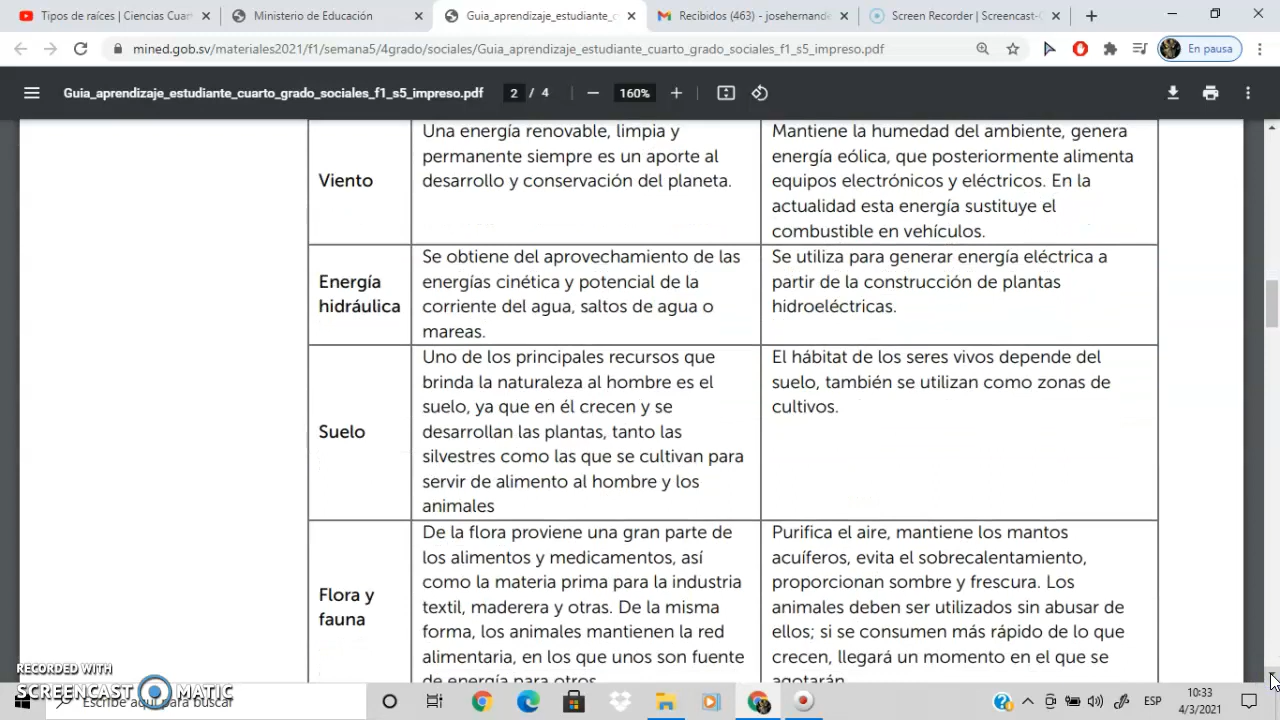 Tipos de raíces | Ciencias Cuar
Ministerio de Educación
Guia_aprendizaje_estudiante_c
Recibidos (463) - josehernande
Screen Recorder | Screencast-O
mined.gob.sv/materiales2021/f1/semana5/4grado/sociales/Guia_aprendizaje_estudiante_cuarto_grado_sociales_f1_s5_impreso.pdf
En pausa
Guia_aprendizaje_estudiante_cuarto_grado_sociales_f1_s5_impreso.pdf
2 / 4
160%
Viento
Una energía renovable, limpia y
permanente siempre es un aporte al
desarrollo y conservación del planeta.
Mantiene la humedad del ambiente, genera
energía eólica, que posteriormente alimenta
equipos electrónicos y eléctricos. En la
actualidad esta energía sustituye el
combustible en vehículos.
Energía
hidráulica
Se obtiene del aprovechamiento de las
energías cinética y potencial de la
corriente del agua, saltos de agua o
mareas.
Se utiliza para generar energía eléctrica a
partir de la construcción de plantas
hidroeléctricas.
Suelo
Uno de los principales recursos que
brinda la naturaleza al hombre es el
suelo, ya que en él crecen y se
desarrollan las plantas, tanto las
silvestres como las que se cultivan para
servir de alimento al hombre y los
animales
El hábitat de los seres vivos depende del
suelo, también se utilizan como zonas de
cultivos.
Flora y
fauna
De la flora proviene una gran parte de
los alimentos y medicamentos, así
como la materia prima para la industria
textil, maderera y otras. De la misma
forma, los animales mantienen la red
alimentaria, en los que unos son fuente
de energía para otros
Purifica el aire, mantiene los mantos
acuíferos, evita el sobrecalentamiento,
proporcionan sombre y frescura. Los
animales deben ser utilizados sin abusar de
ellos; si se consumen más rápido de lo que
crecen, llegará un momento en el que se
agotarán
RECORDED WITH
SCREENCAST MATIC
Escribe aquí para buscar
ESP
10:33
4/3/2021